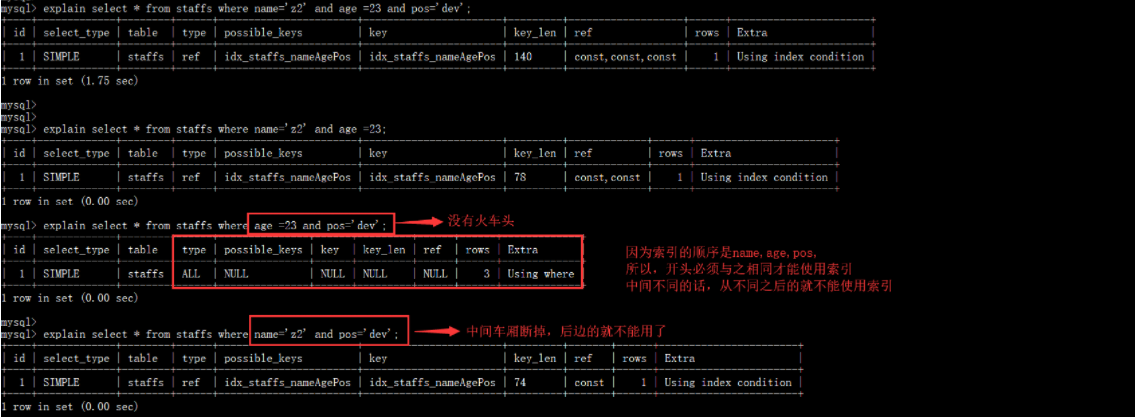 mysql> explain select * from staffs where name='z2' and age =23 and pos='dev';
| id | select_type | table | type | possible_keys | key | key_len | ref | rows | Extra |
| 1 | SIMPLE | staffs | ref | idx_staffs_nameAgePos | idx_staffs_nameAgePos | 140 | const,const,const | 1 | Using index condition |
1 row in set (1.75 sec)
mysql>
mysql>
mysql> explain select * from staffs where name='z2' and age =23;
| id | select_type | table | type | possible_keys | key | key_len | ref | rows | Extra |
| 1 | SIMPLE | staffs | ref | idx_staffs_nameAgePos | idx_staffs_nameAgePos | 78 | const,const | 1 | Using index condition |
1 row in set (0.00 sec)
mysql> explain select * from staffs where age =23 and pos='dev'; 没有火车头
| id | select_type | table | type | possible_keys | key | key_len | ref | rows | Extra |
| 1 | SIMPLE | staffs | ALL | NULL | NULL | NULL | NULL | 3 | Using where |
1 row in set (0.00 sec)
因为索引的顺序是name,age,pos,
所以，开头必须与之相同才能使用索引
中间不同的话，从不同之后的就不能使用索引
mysql>
mysql> explain select * from staffs where name='z2' and pos='dev'; 中间车厢断掉，后边的就不能用了
| id | select_type | table | type | possible_keys | key | key_len | ref | rows | Extra |
| 1 | SIMPLE | staffs | ref | idx_staffs_nameAgePos | idx_staffs_nameAgePos | 74 | const | 1 | Using index condition |
1 row in set (0.00 sec)